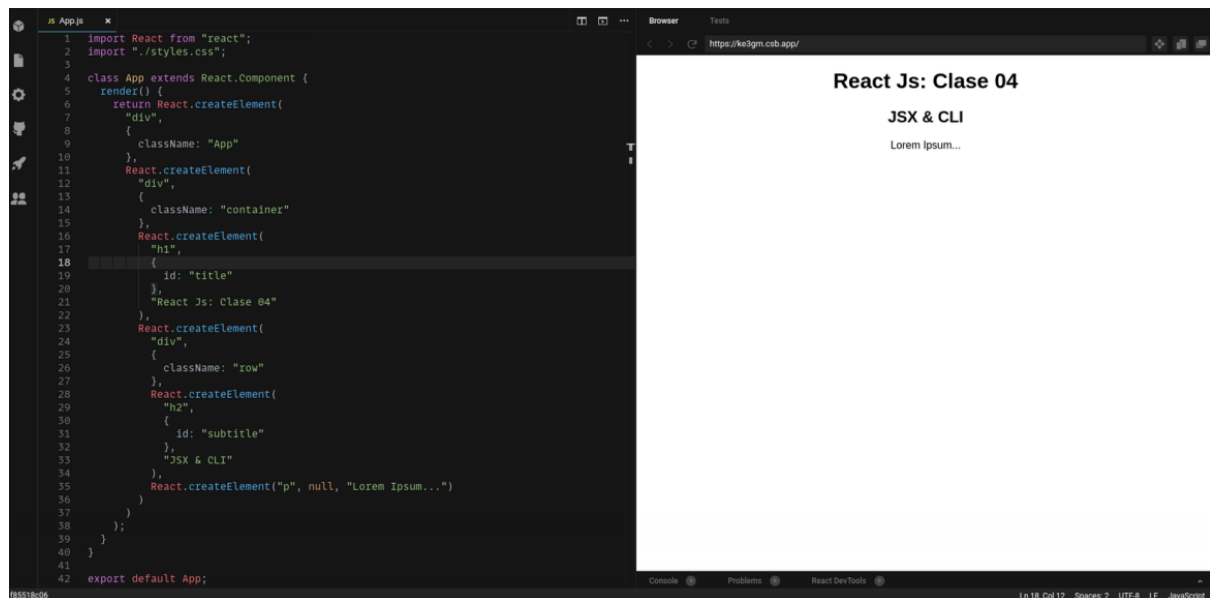 JS App.js ×
1 import React from "react";
2 import "./styles.css";
3
4 class App extends React.Component {
5 render() {
6 return React.createElement(
7 "div",
8 {
9 className: "App"
10 },
11 React.createElement(
12 "div",
13 {
14 className: "container"
15 },
16 React.createElement(
17 "h1",
18 {
19 id: "title"
20 },
21 "React Js: Clase 04"
22 ),
23 React.createElement(
24 "div",
25 {
26 className: "row"
27 },
28 React.createElement(
29 "h2",
30 {
31 id: "subtitle"
32 },
33 "JSX & CLI"
34 ),
35 React.createElement("p", null, "Lorem Ipsum...")
36 )
37 )
38 );
39 }
40 }
41
42 export default App;
f85518c06
Browser Tests
https://ke3gm.csb.app/
React Js: Clase 04
JSX & CLI
Lorem Ipsum...
Console 0 Problems 0 React DevTools 0
Ln 18, Col 12 Spaces: 2 UTF-8 LF JavaScript